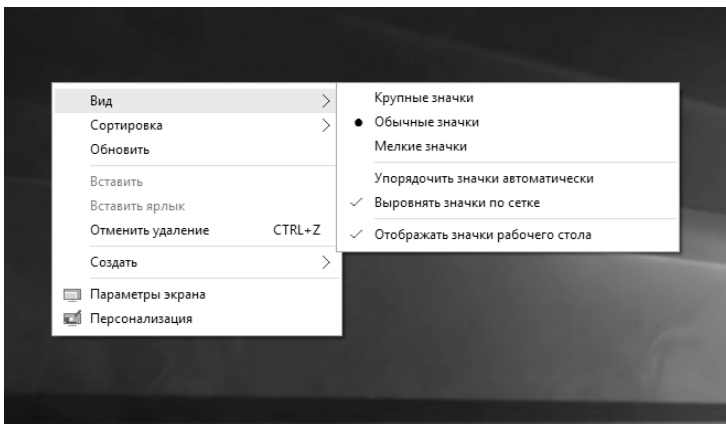 Вид
Сортировка
Обновить
Вставить
Вставить ярлык
Отменить удаление CTRL+Z
Создать
Параметры экрана
Персонализация
Крупные значки
Обычные значки
Мелкие значки
Упорядочить значки автоматически
Выровнять значки по сетке
Отображать значки рабочего стола